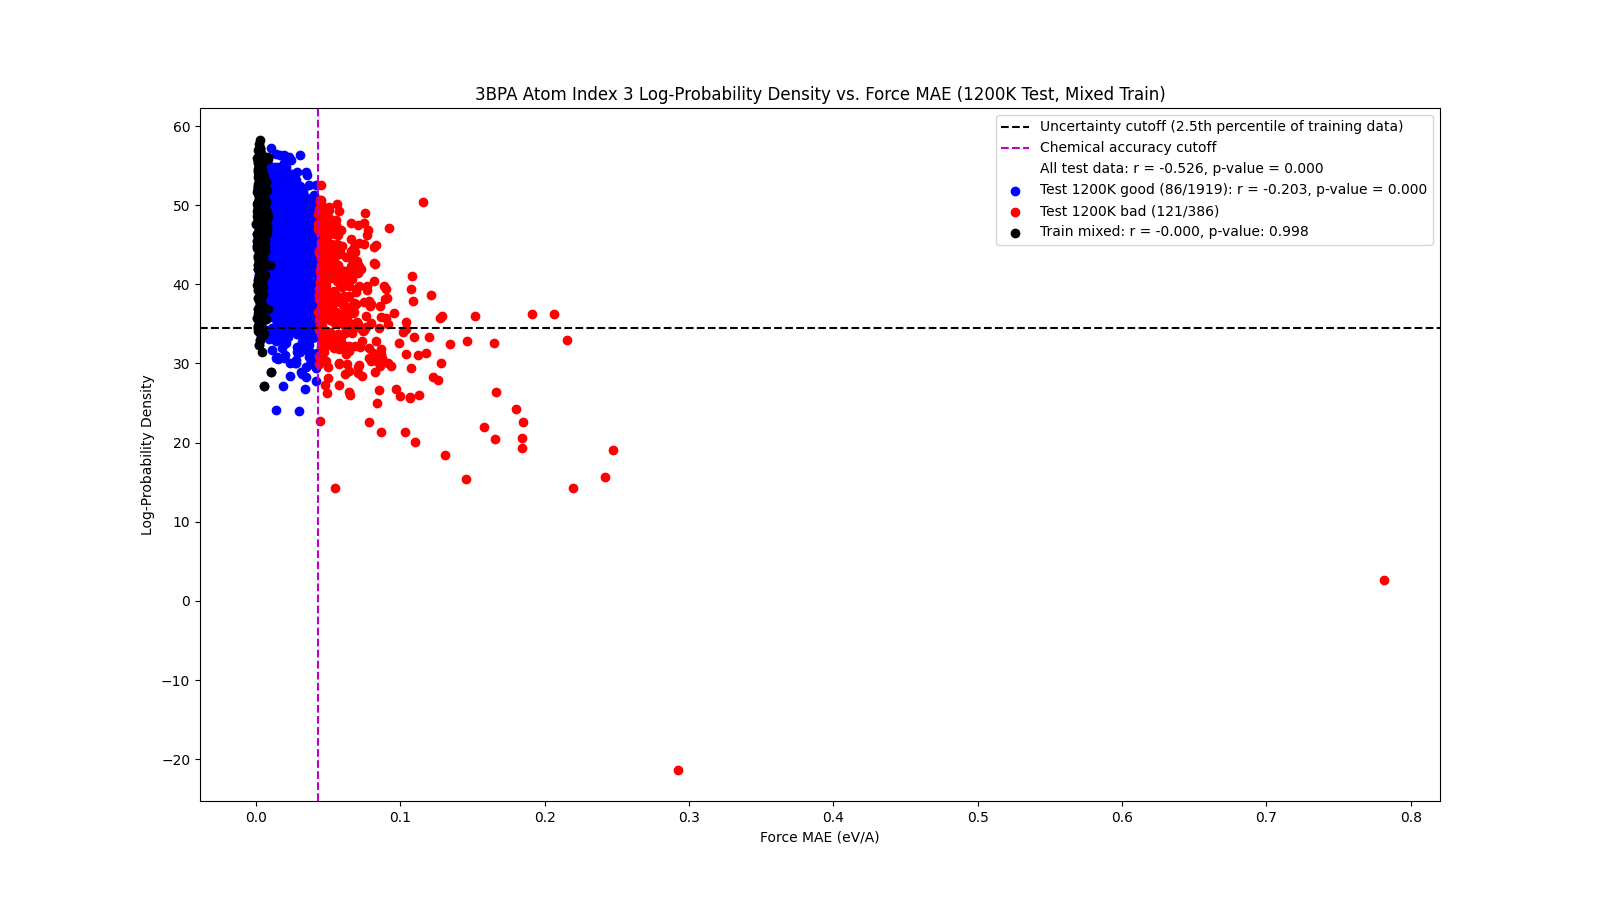 3BPA Atom Index 3 Log-Probability Density vs. Force MAE (1200K Test, Mixed Train)
Uncertainty cutoff (2.5th percentile of training data)
Chemical accuracy cutoff
All test data: r = -0.526, p-value = 0.000
Test 1200K good (86/1919): r = -0.203, p-value = 0.000
Test 1200K bad (121/386)
Train mixed: r = -0.000, p-value: 0.998
Log-Probability Density
60
50
40
30
20
10
0
−10
−20
0.0 0.1 0.2 0.3 0.4 0.5 0.6 0.7 0.8
Force MAE (eV/A)